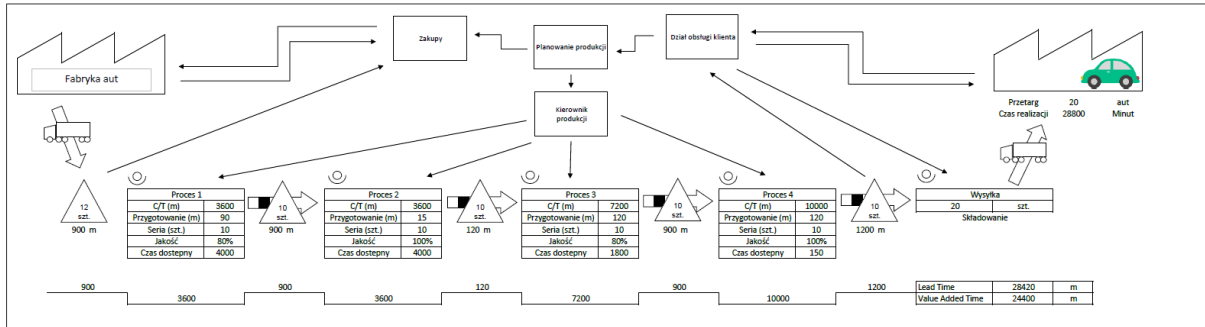 Fabryka aut
Zakupy
Planowanie produkcji
Dział obsługi klienta
Kierownik
produkcji
Przetarg 20 aut
Czas realizacji 28800 Minut
12
szt.
900 m
Proces 1
C/T (m) 3600
Przygotowanie (m) 90
Seria (szt.) 10
Jakość 80%
Czas dostepny 4000
10
szt.
900 m
Proces 2
C/T (m) 3600
Przygotowanie (m) 15
Seria (szt.) 10
Jakość 100%
Czas dostepny 4000
10
szt.
120 m
Proces 3
C/T (m) 7200
Przygotowanie (m) 120
Seria (szt.) 10
Jakość 80%
Czas dostepny 1800
10
szt.
900 m
Proces 4
C/T (m) 10000
Przygotowanie (m) 120
Seria (szt.) 10
Jakość 100%
Czas dostepny 150
10
szt.
1200 m
Wysyłka
20 szt.
Składowanie
900 3600 900 3600 120 7200 900 10000 1200
Lead Time 28420 m
Value Added Time 24400 m